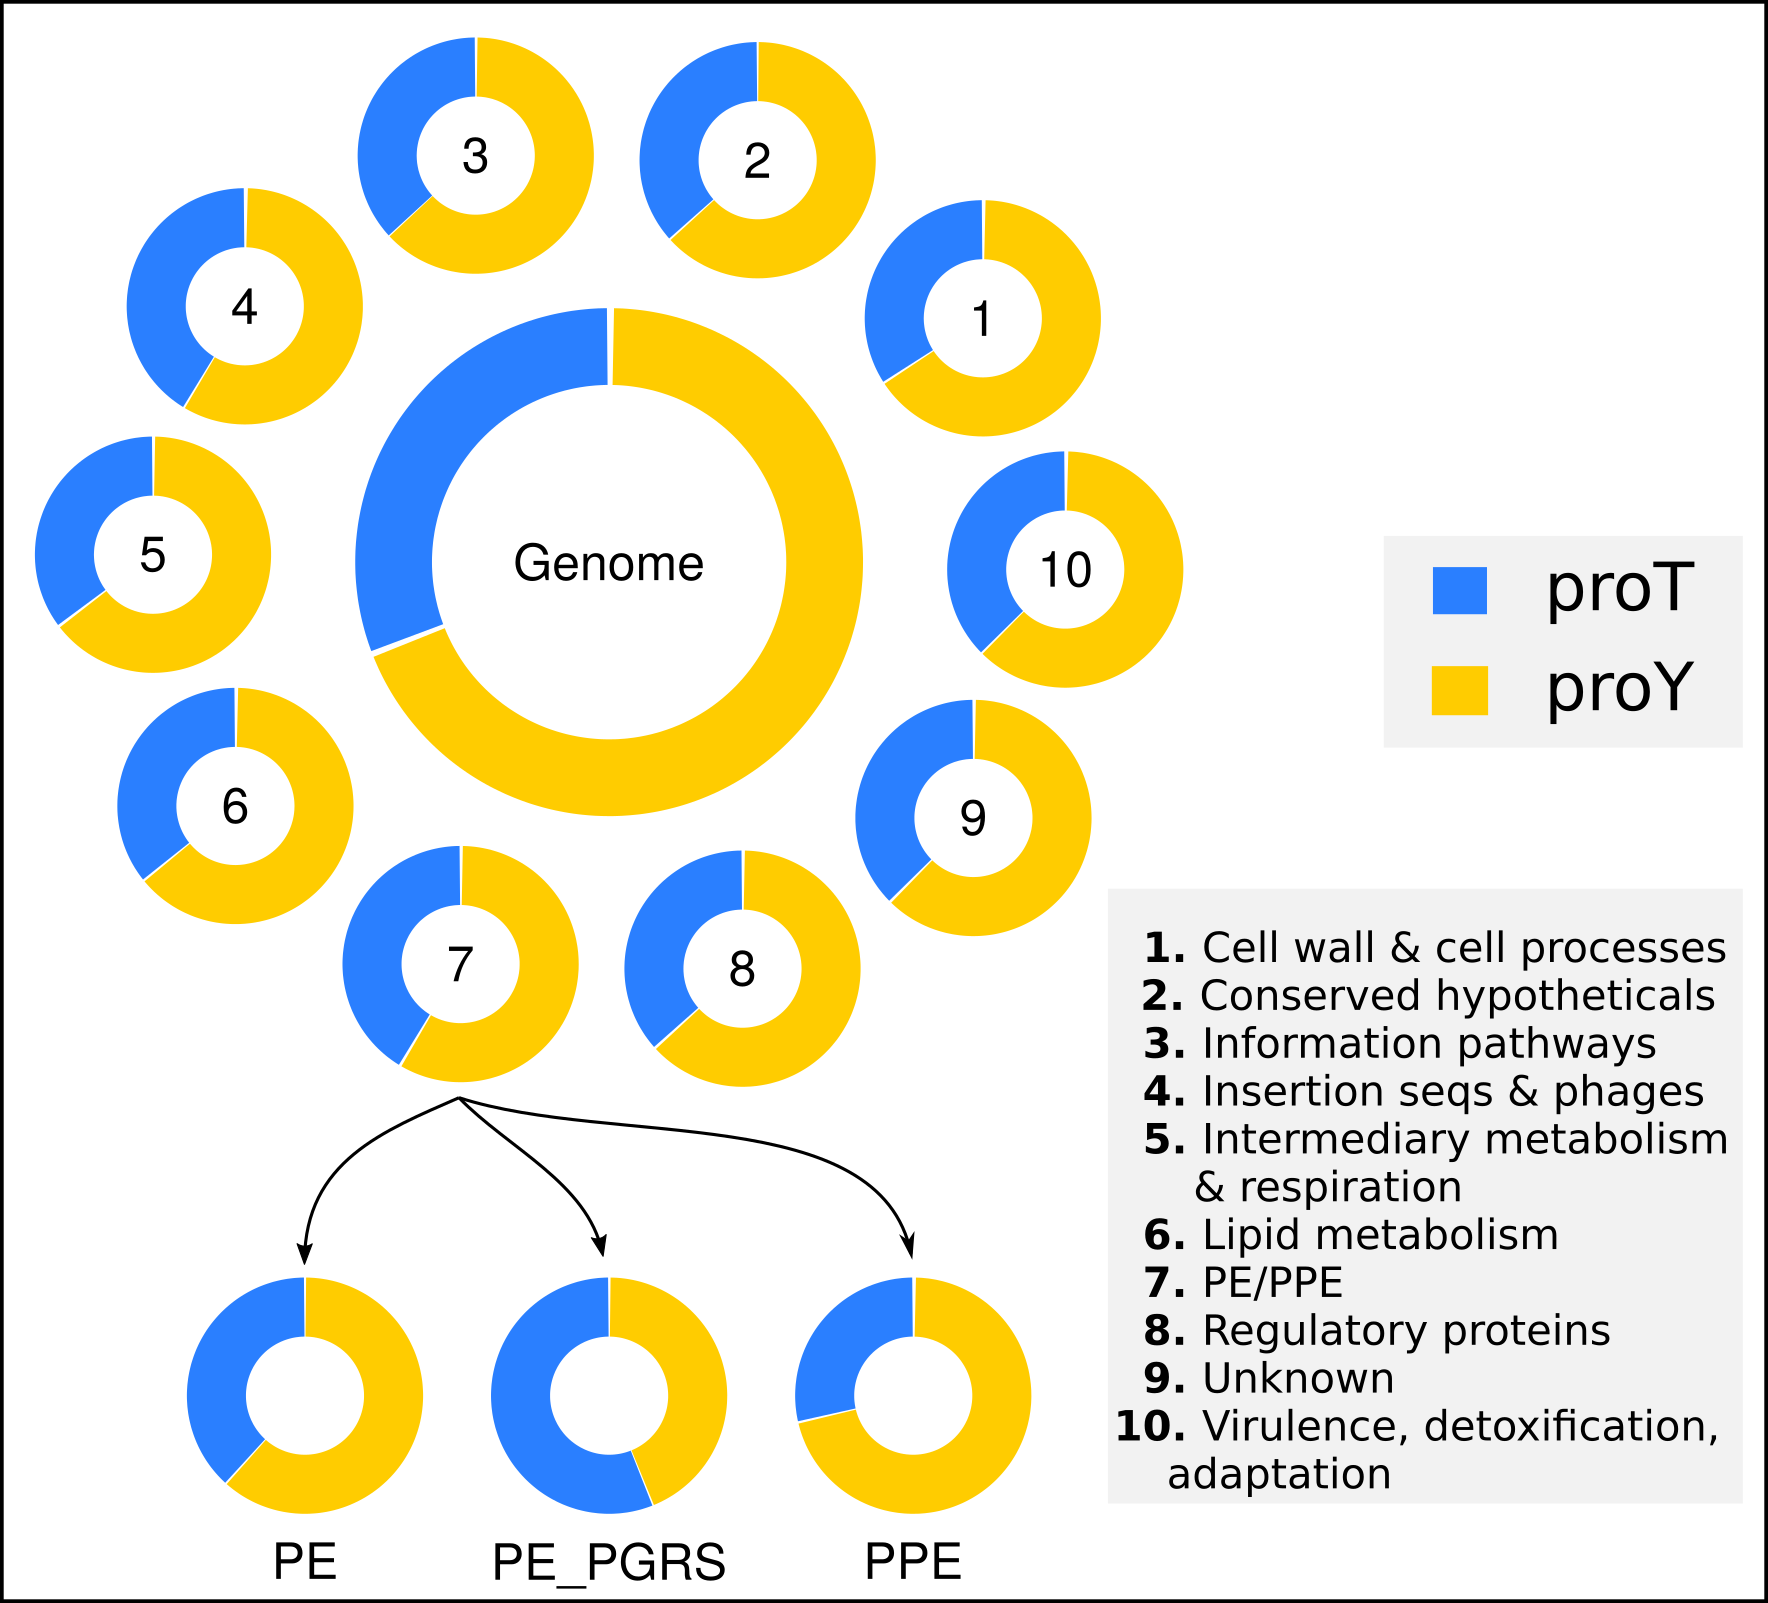 3
2
4
1
Genome
5
10
proT
proY
6
9
7
8
1. Cell wall & cell processes
2. Conserved hypotheticals
3. Information pathways
4. Insertion seqs & phages
5. Intermediary metabolism
& respiration
6. Lipid metabolism
7. PE/PPE
8. Regulatory proteins
9. Unknown
10. Virulence, detoxification,
adaptation
PE
PE_PGRS
PPE